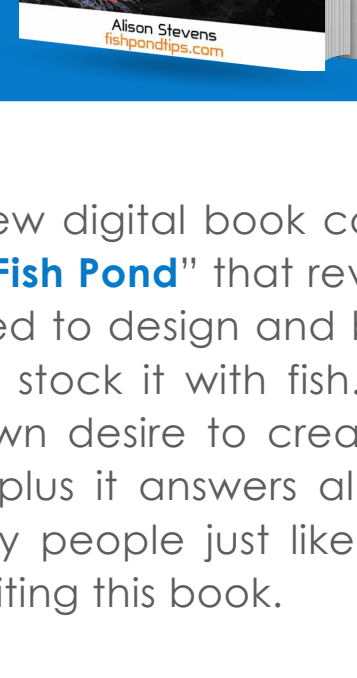 Alison Stevens
fishpondtips.com
ew digital book c
Fish Pond” that rev
ed to design and
stock it with fish.
wn desire to crea
plus it answers al
y people just like
iting this book.